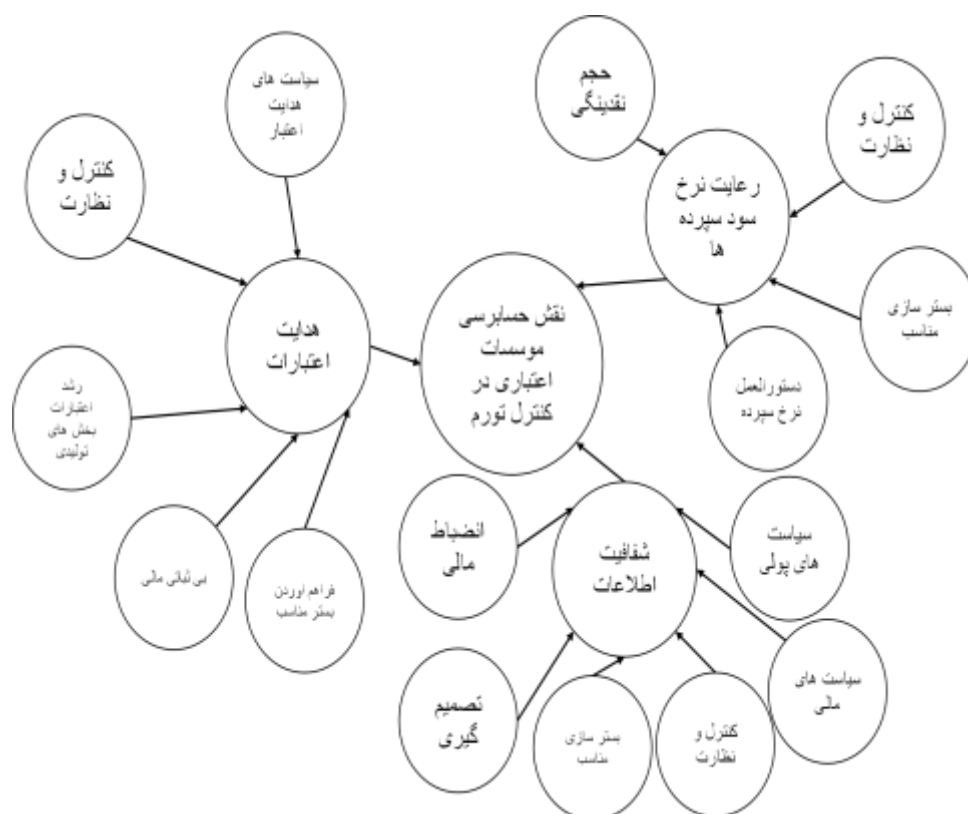 سیاست های
هدایت
اعتبار
حجم
نقدینگی
کنترل و
نظارت
کنترل و
نظارت
رعایت نرخ
سود سپرده
ها
هدایت
اعتبارات
نقش حسابرسی
موسسات
اعتباری در
کنترل تورم
بستر سازی
مناسب
رشد
اعتبارات
بخش های
تولیدی
دستورالعمل
نرخ سپرده
انضباط
مالی
شفافیت
اطلاعات
سیاست
های پولی
بی ثباتی مالی
فراهم اوردن
بستر مناسب
تصمیم
گیری
بستر سازی
مناسب
کنترل و
نظارت
سیاست های
مالی